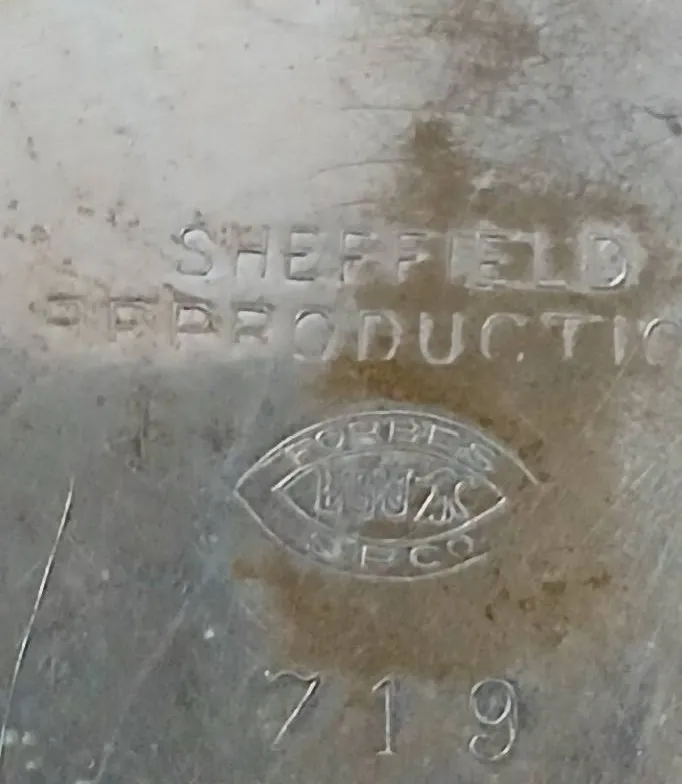 SHEFFIELD
REPRODUCTIO
FORBES
S.P.CO
719